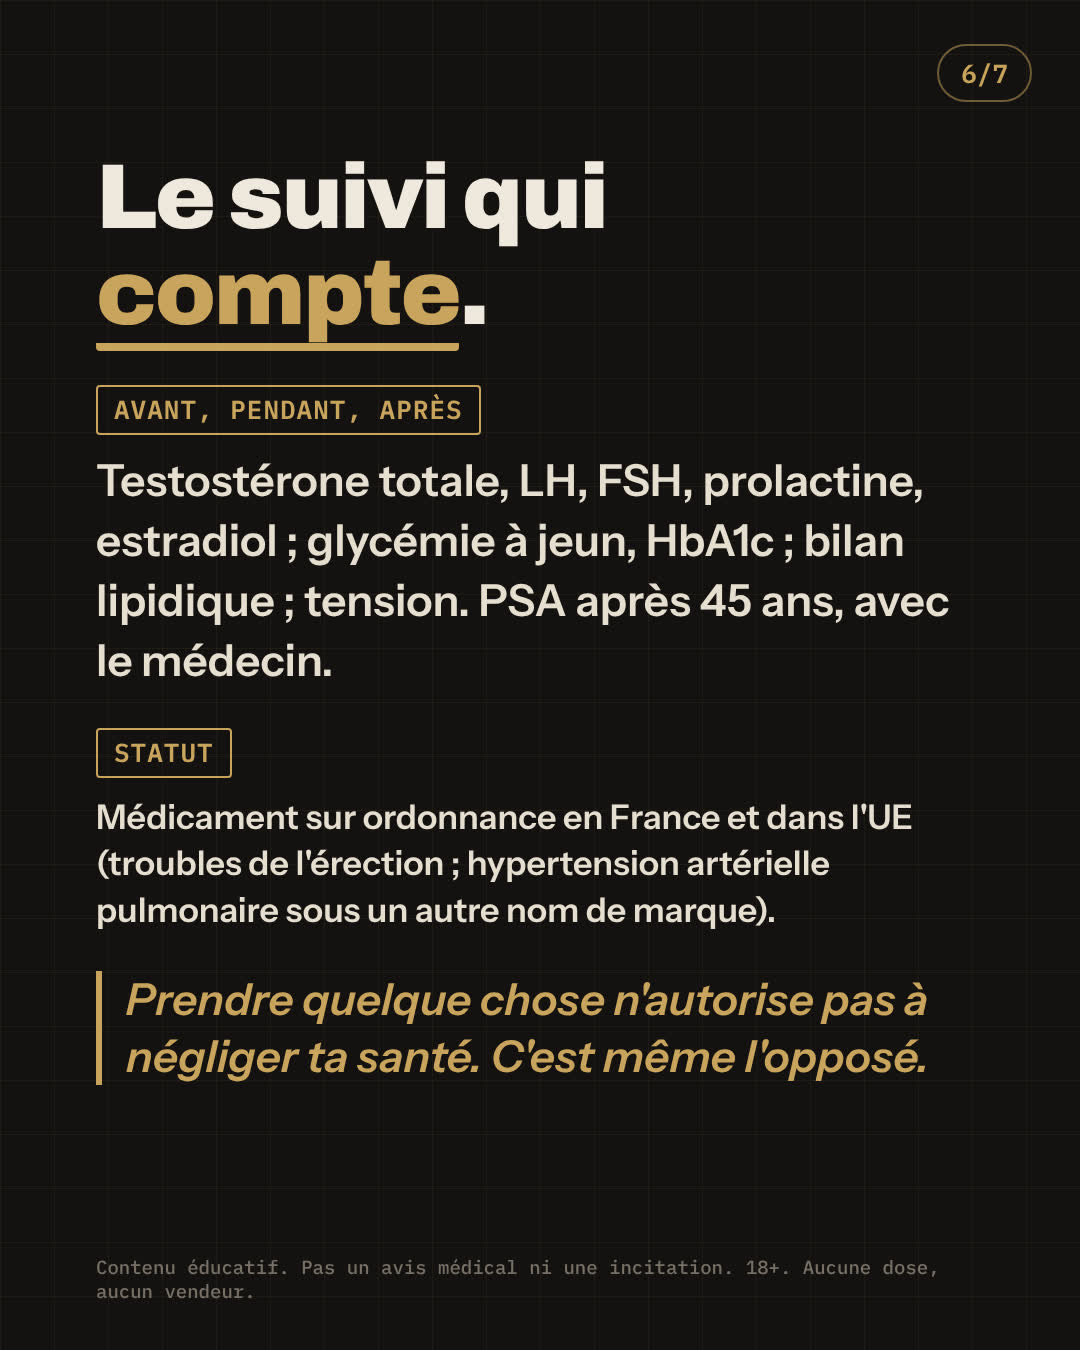 6/7
Le suivi qui
compte.
AVANT, PENDANT, APRÈS
Testostérone totale, LH, FSH, prolactine,
estradiol ; glycémie à jeun, HbA1c ; bilan
lipidique ; tension. PSA après 45 ans, avec
le médecin.
STATUT
Médicament sur ordonnance en France et dans l'UE
(troubles de l'érection ; hypertension artérielle
pulmonaire sous un autre nom de marque).
Prendre quelque chose n'autorise pas à
négliger ta santé. C'est même l'opposé.
Contenu éducatif. Pas un avis médical ni une incitation. 18+. Aucune dose,
aucun vendeur.